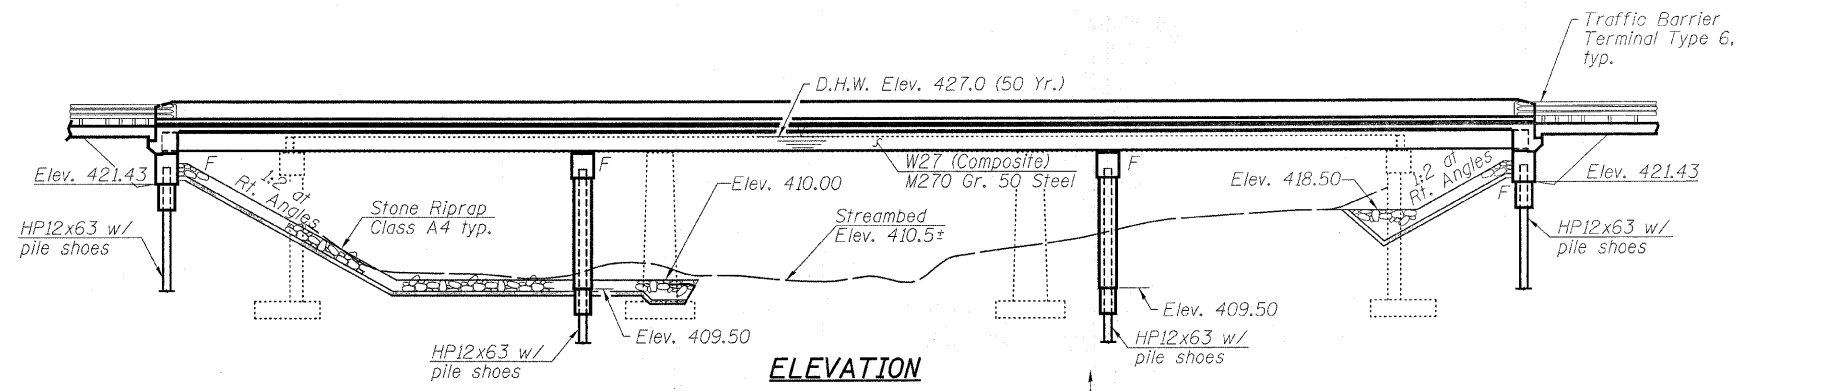 Traffic Barrier
Terminal Type 6,
typ.
D.H.W. Elev. 427.0 (50 Yr.)
F
1:2 at
Rt. Angles
Elev. 421.43
HP12x63 w/
pile shoes
Stone Riprap
Class A4 typ.
F
W27 (Composite)
M270 Gr. 50 Steel
Elev. 410.00
Streambed
Elev. 410.5±
F
Elev. 418.50
1:2 at
Rt. Angles
F
Elev. 421.43
HP12x63 w/
pile shoes
Elev. 409.50
HP12x63 w/
pile shoes
Elev. 409.50
HP12x63 w/
pile shoes
ELEVATION